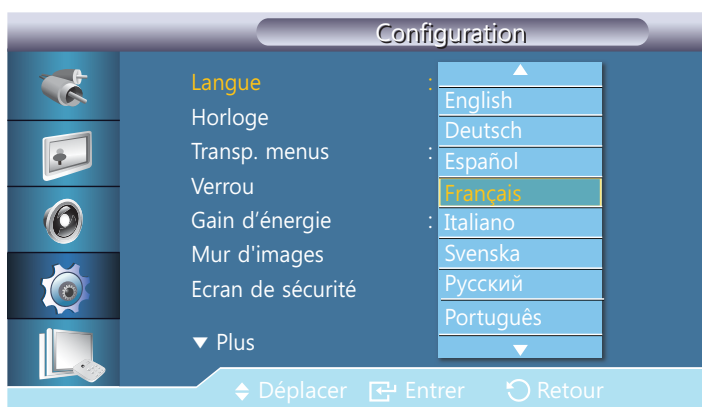 Configuration
Langue :
Horloge
Transp. menus :
Verrou
Gain d'énergie :
Mur d'images
Ecran de sécurité
▼ Plus
▲
English
Deutsch
Español
Français
Italiano
Svenska
Русский
Português
▼
Déplacer Entrer Retour